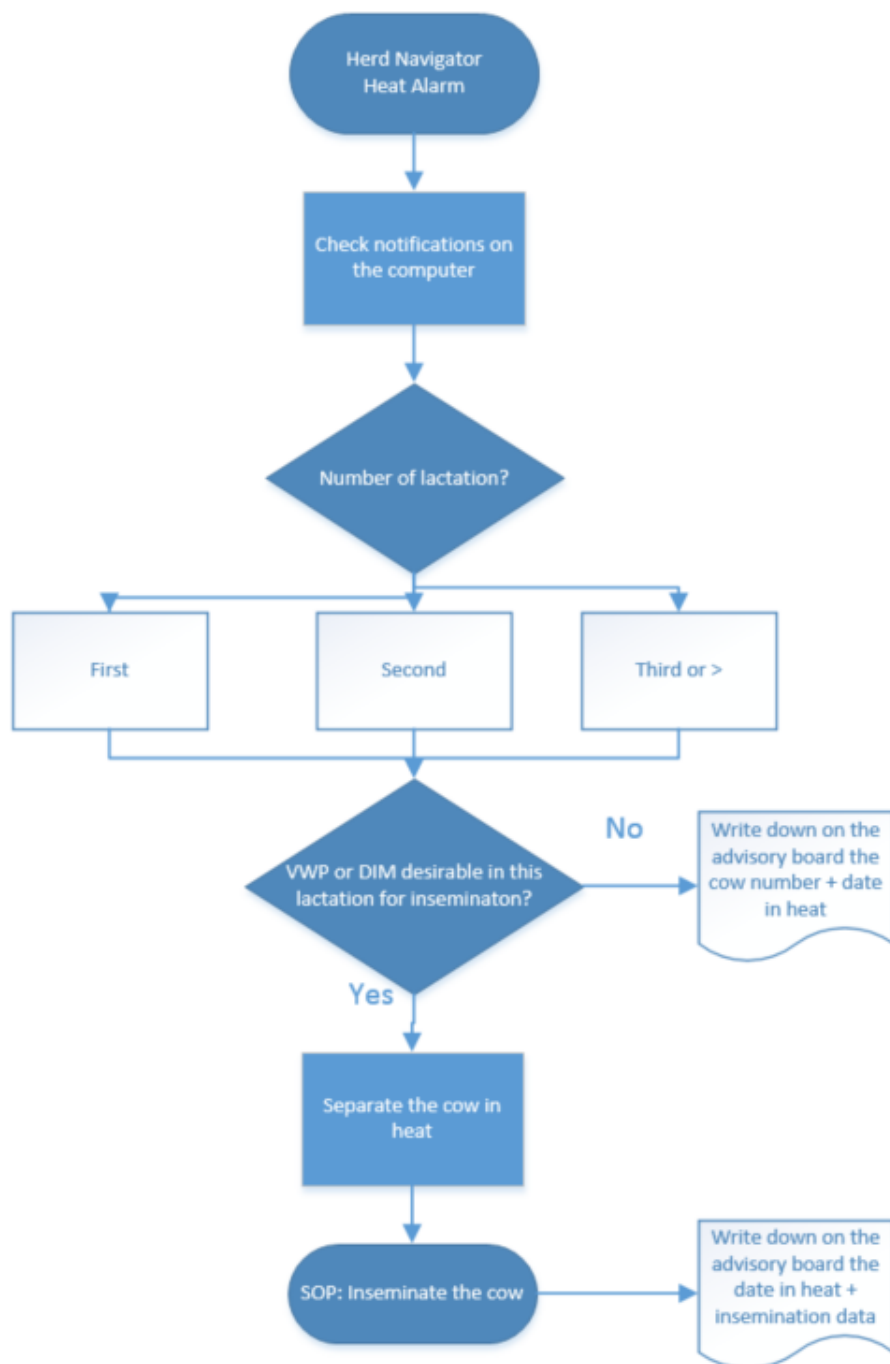 Herd Navigator
Heat Alarm
Check notifications on
the computer
Number of lactation?
First
Second
Third or >
VWP or DIM desirable in this
lactation for inseminaton?
No
Write down on the
advisory board the
cow number + date
in heat
Yes
Separate the cow in
heat
SOP: Inseminate the cow
Write down on the
advisory board the
date in heat +
insemination data